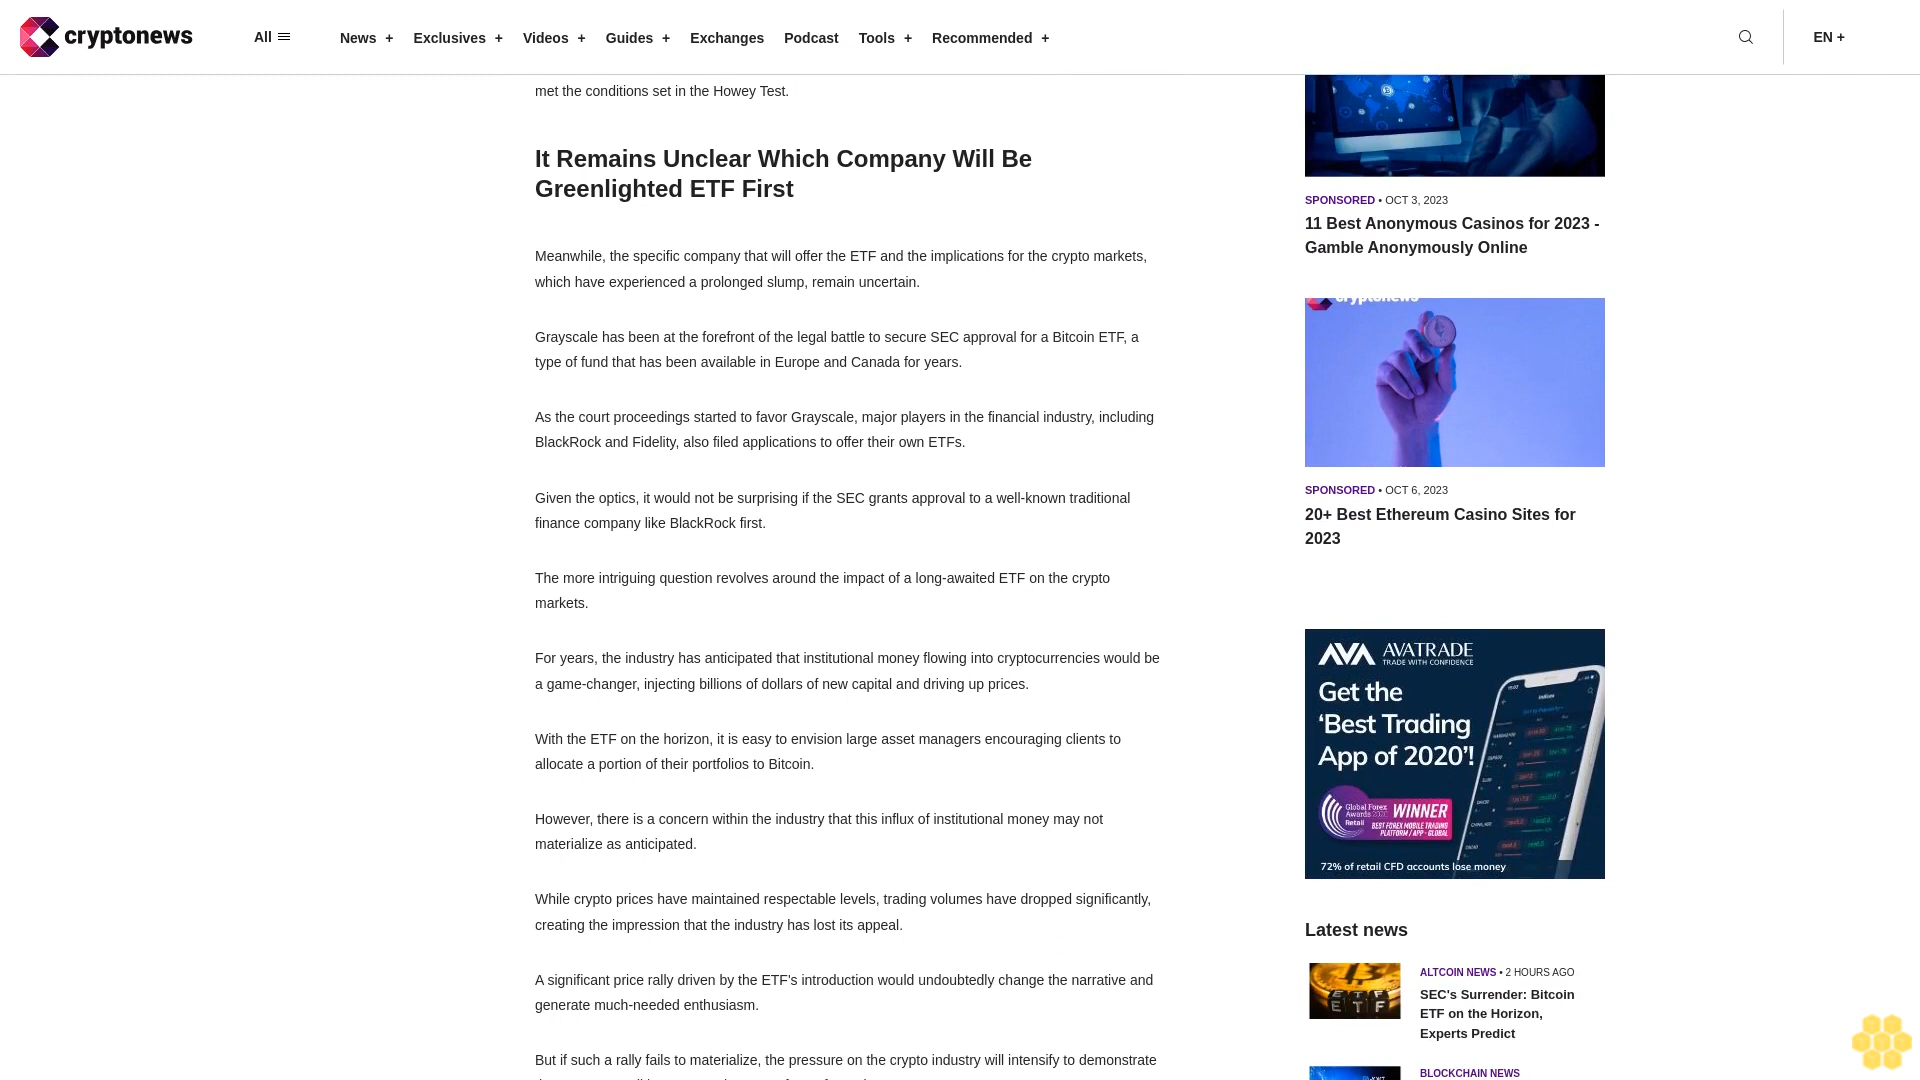 cryptonews
All
News +
Exclusives +
Videos +
Guides +
Exchanges
Podcast
Tools +
Recommended +
EN +
met the conditions set in the Howey Test.
It Remains Unclear Which Company Will Be
Greenlighted ETF First
Meanwhile, the specific company that will offer the ETF and the implications for the crypto markets,
which have experienced a prolonged slump, remain uncertain.
Grayscale has been at the forefront of the legal battle to secure SEC approval for a Bitcoin ETF, a
type of fund that has been available in Europe and Canada for years.
As the court proceedings started to favor Grayscale, major players in the financial industry, including
BlackRock and Fidelity, also filed applications to offer their own ETFs.
Given the optics, it would not be surprising if the SEC grants approval to a well-known traditional
finance company like BlackRock first.
The more intriguing question revolves around the impact of a long-awaited ETF on the crypto
markets.
For years, the industry has anticipated that institutional money flowing into cryptocurrencies would be
a game-changer, injecting billions of dollars of new capital and driving up prices.
With the ETF on the horizon, it is easy to envision large asset managers encouraging clients to
allocate a portion of their portfolios to Bitcoin.
However, there is a concern within the industry that this influx of institutional money may not
materialize as anticipated.
While crypto prices have maintained respectable levels, trading volumes have dropped significantly,
creating the impression that the industry has lost its appeal.
A significant price rally driven by the ETF's introduction would undoubtedly change the narrative and
generate much-needed enthusiasm.
But if such a rally fails to materialize, the pressure on the crypto industry will intensify to demonstrate
SPONSORED • OCT 3, 2023
11 Best Anonymous Casinos for 2023 -
Gamble Anonymously Online
cryptonews
SPONSORED • OCT 6, 2023
20+ Best Ethereum Casino Sites for
2023
AVA AVATRADE
TRADE WITH CONFIDENCE
Get the
'Best Trading
App of 2020'!
Global Forex
Awards 2020
Retail
WINNER
BEST FOREX MOBILE TRADING
PLATFORM / APP - GLOBAL
72% of retail CFD accounts lose money
Latest news
ETF
ALTCOIN NEWS • 2 HOURS AGO
SEC's Surrender: Bitcoin
ETF on the Horizon,
Experts Predict
BLOCKCHAIN NEWS